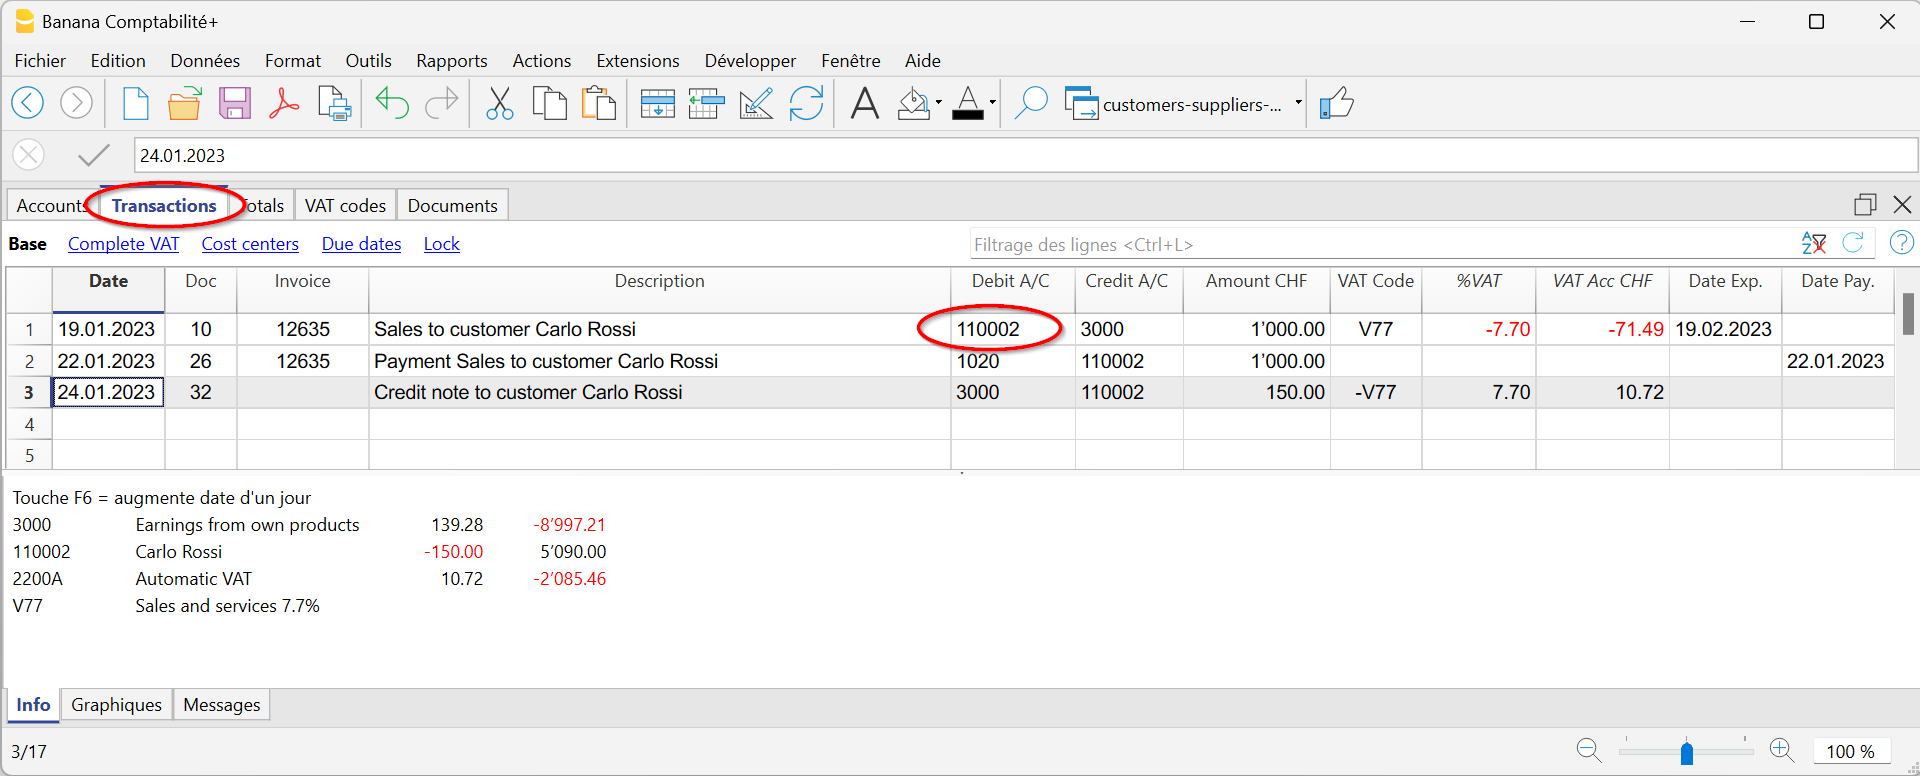 Banana Comptabilité+
Fichier Edition Données Format Outils Rapports Actions Extensions Développer Fenêtre Aide
customers-suppliers-...
24.01.2023
Accounts Transactions Totals VAT codes Documents
Base Complete VAT Cost centers Due dates Lock Filtrage des lignes <Ctrl+L>
Date Doc Invoice Description Debit A/C Credit A/C Amount CHF VAT Code %VAT VAT Acc CHF Date Exp. Date Pay.
1 19.01.2023 10 12635 Sales to customer Carlo Rossi 110002 3000 1’000.00 V77 -7.70 -71.49 19.02.2023
2 22.01.2023 26 12635 Payment Sales to customer Carlo Rossi 1020 110002 1’000.00 22.01.2023
3 24.01.2023 32 Credit note to customer Carlo Rossi 3000 110002 150.00 -V77 7.70 10.72
4
5
Touche F6 = augmente date d'un jour
3000 Earnings from own products 139.28 -8’997.21
110002 Carlo Rossi -150.00 5’090.00
2200A Automatic VAT 10.72 -2’085.46
V77 Sales and services 7.7%
Info Graphiques Messages
3/17 100 %